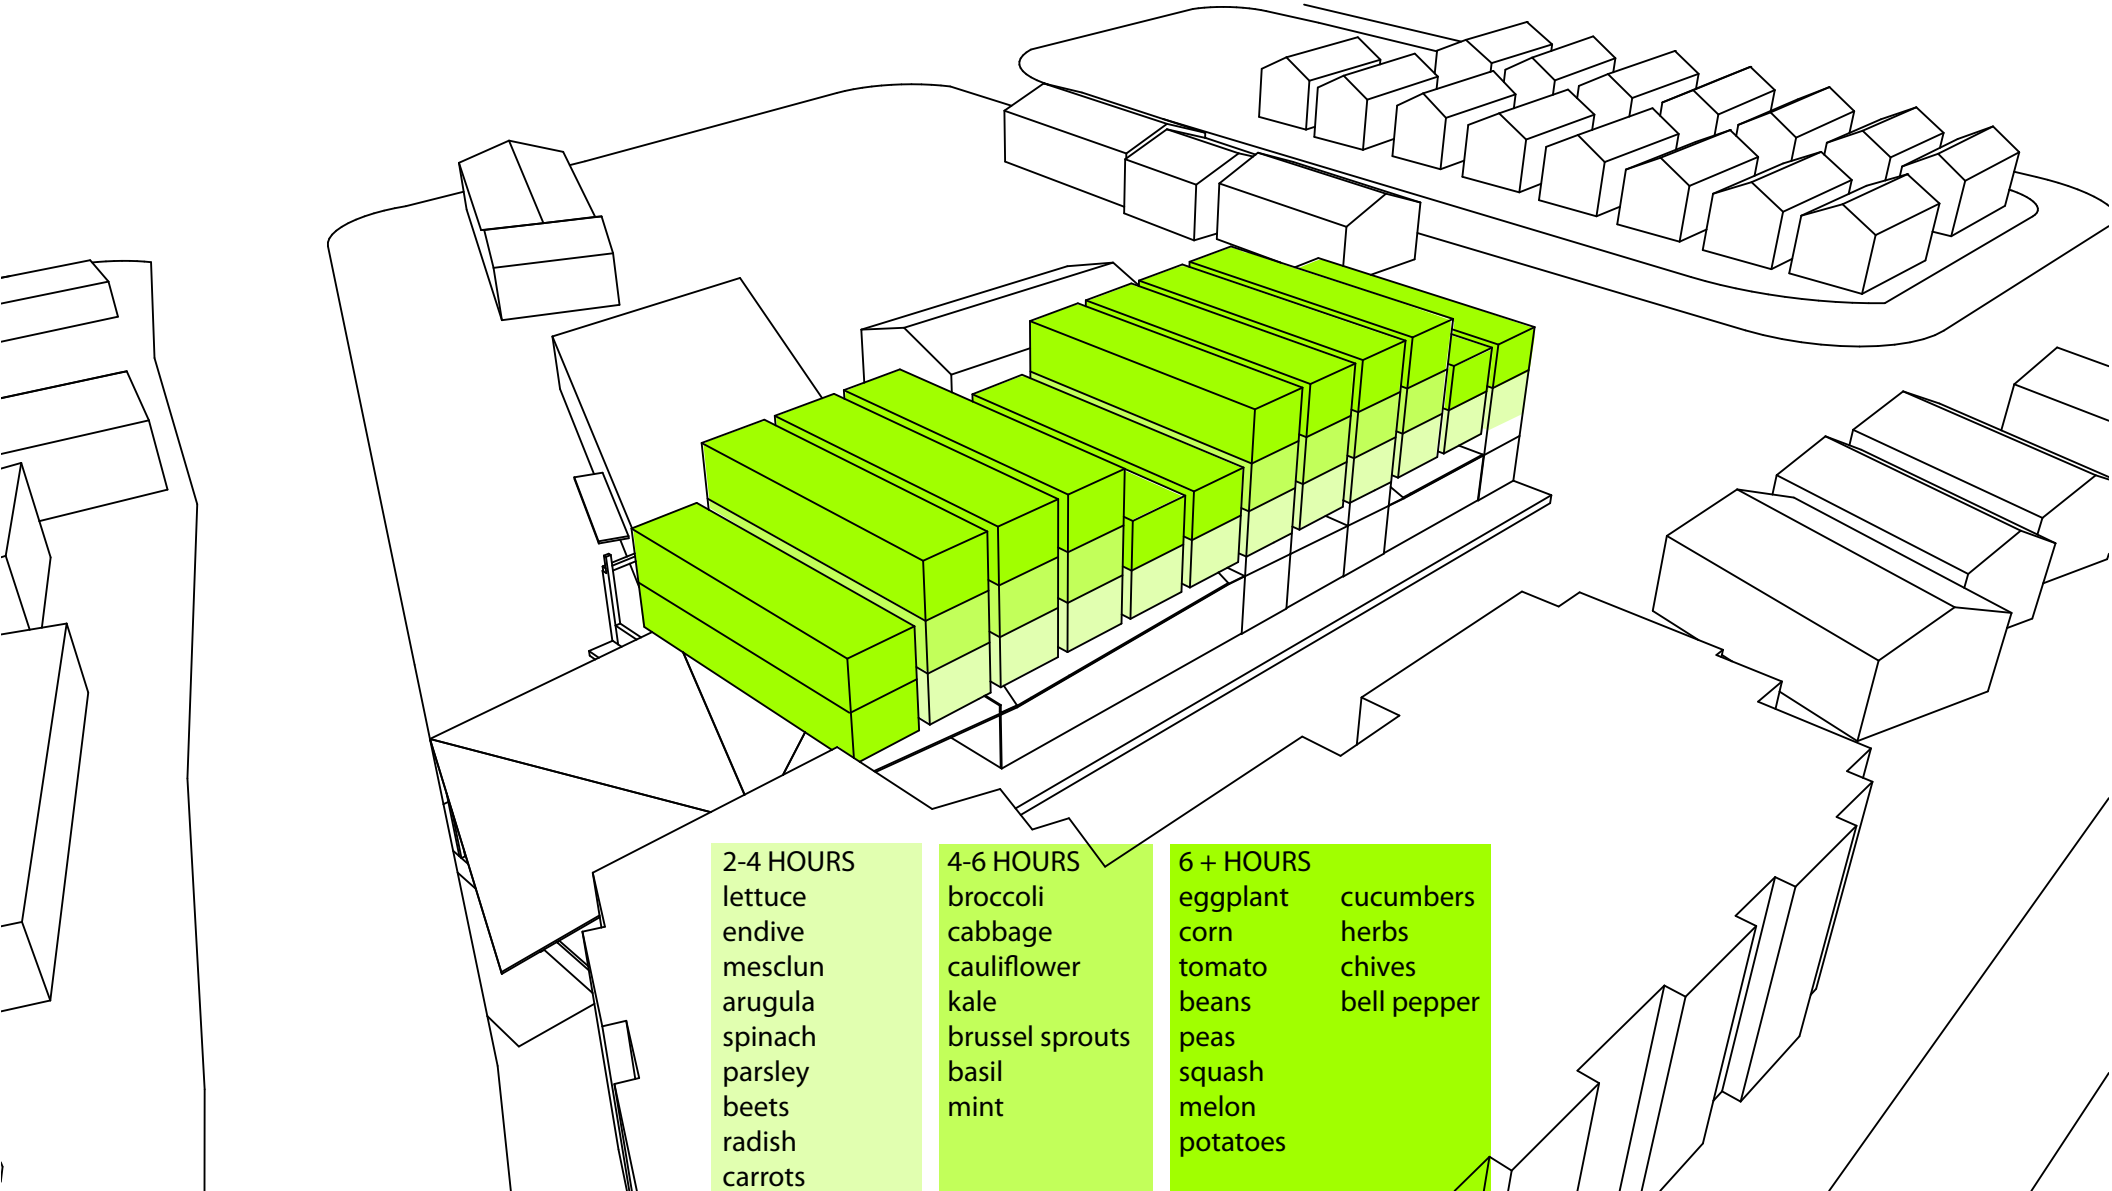 2-4 HOURS
lettuce
endive
mesclun
arugula
spinach
parsley
beets
radish
carrots
4-6 HOURS
broccoli
cabbage
cauliflower
kale
brussel sprouts
basil
mint
6 + HOURS
eggplant
corn
tomato
beans
peas
squash
melon
potatoes
cucumbers
herbs
chives
bell pepper